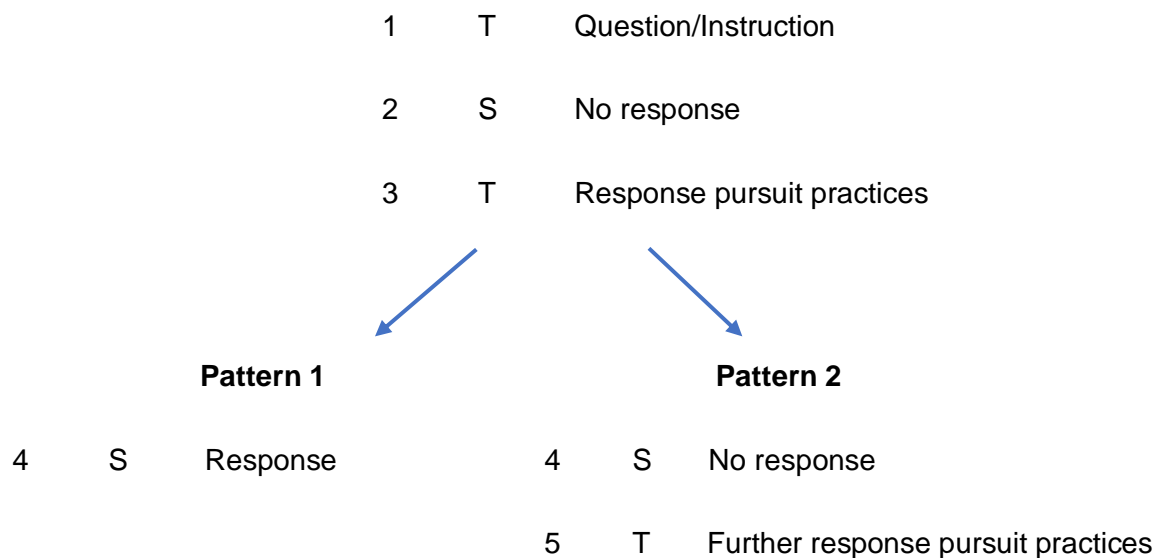 1 T Question/Instruction
2 S No response
3 T Response pursuit practices
Pattern 1 Pattern 2
4 S Response 4 S No response
5 T Further response pursuit practices